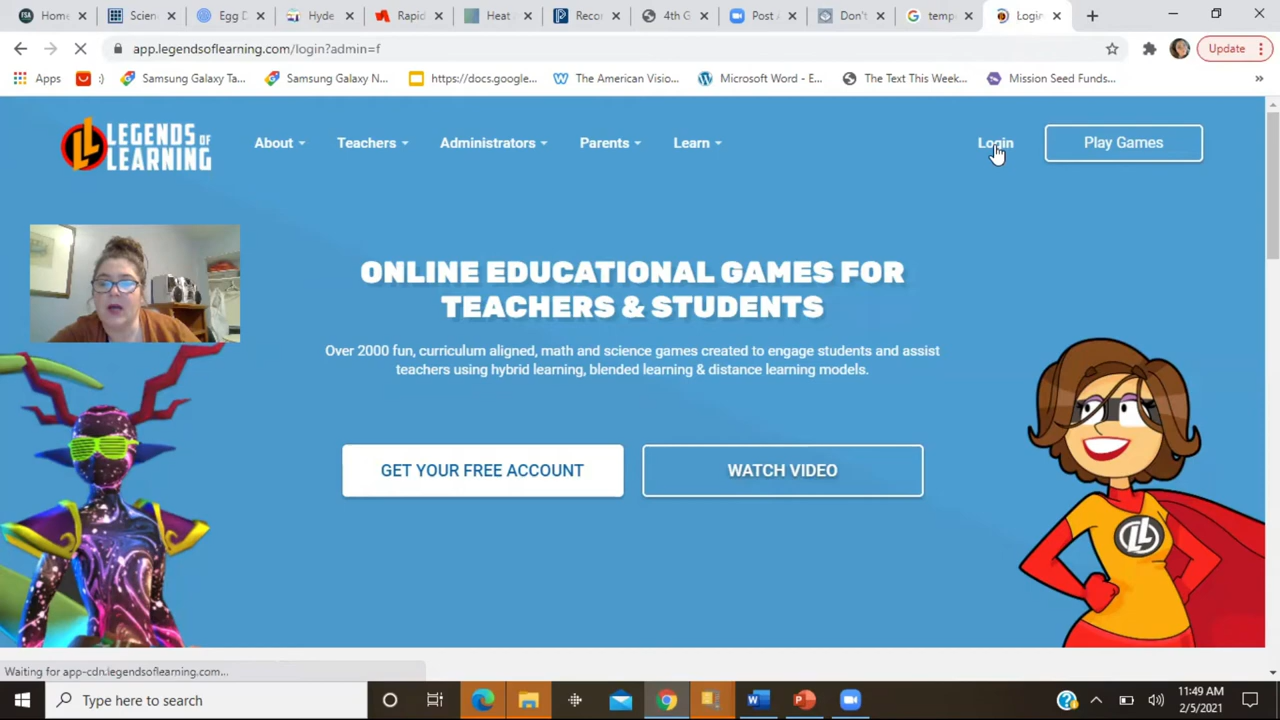 Home
Scien
Egg D
Hyde
Rapid
Heat a
Recor
4th G
Post A
Don't
temp
Login
app.legendsoflearning.com/login?admin=f
Update
Apps
:)
Samsung Galaxy Ta...
Samsung Galaxy N...
https://docs.google...
The American Visio...
Microsoft Word - E...
The Text This Week...
Mission Seed Funds...
»
LEGENDS OF
LEARNING
About
Teachers
Administrators
Parents
Learn
Login
Play Games
ONLINE EDUCATIONAL GAMES FOR
TEACHERS & STUDENTS
Over 2000 fun, curriculum aligned, math and science games created to engage students and assist
teachers using hybrid learning, blended learning & distance learning models.
GET YOUR FREE ACCOUNT
WATCH VIDEO
LL
Waiting for app-cdn.legendsoflearning.com...
Type here to search
11:49 AM
2/5/2021